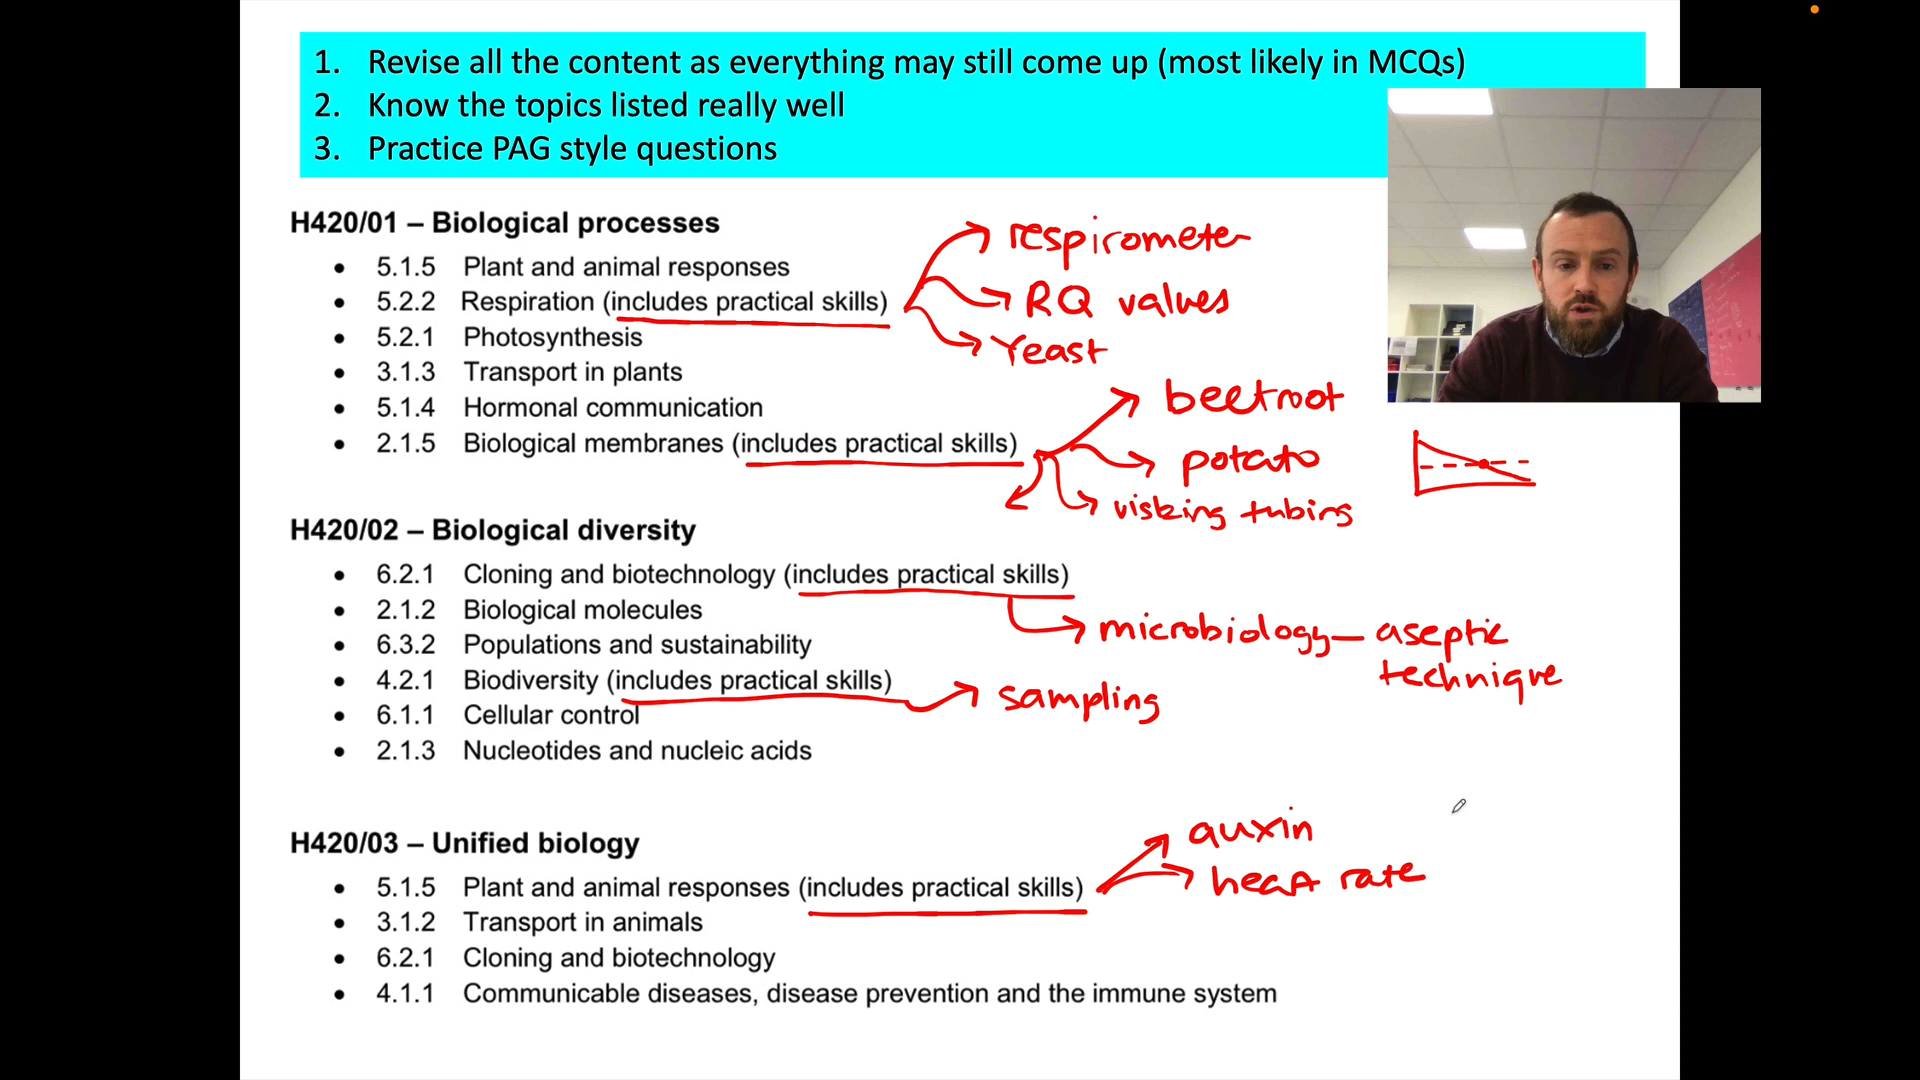 1. Revise all the content as everything may still come up (most likely in MCQs)
2. Know the topics listed really well
3. Practice PAG style questions
H420/01 – Biological processes
• 5.1.5 Plant and animal responses
• 5.2.2 Respiration (includes practical skills)
respirometer
RQ values
Yeast
• 5.2.1 Photosynthesis
• 3.1.3 Transport in plants
• 5.1.4 Hormonal communication
• 2.1.5 Biological membranes (includes practical skills)
beetroot
potato
visking tubing
H420/02 – Biological diversity
• 6.2.1 Cloning and biotechnology (includes practical skills)
microbiology – aseptic
technique
• 2.1.2 Biological molecules
• 6.3.2 Populations and sustainability
• 4.2.1 Biodiversity (includes practical skills)
sampling
• 6.1.1 Cellular control
• 2.1.3 Nucleotides and nucleic acids
H420/03 – Unified biology
• 5.1.5 Plant and animal responses (includes practical skills)
auxin
heart rate
• 3.1.2 Transport in animals
• 6.2.1 Cloning and biotechnology
• 4.1.1 Communicable diseases, disease prevention and the immune system